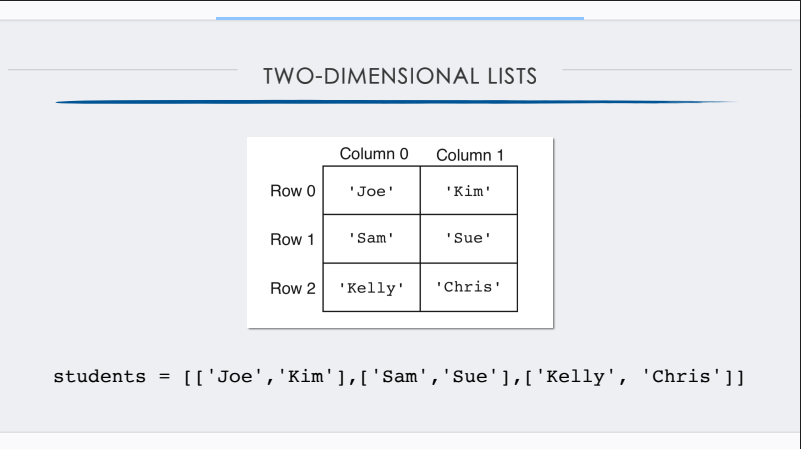 TWO-DIMENSIONAL LISTS
Column 0 Column 1
Row 0 'Joe' 'Kim'
Row 1 'Sam' 'Sue'
Row 2 'Kelly' 'Chris'
students = [['Joe','Kim'],['Sam','Sue'],['Kelly', 'Chris']]